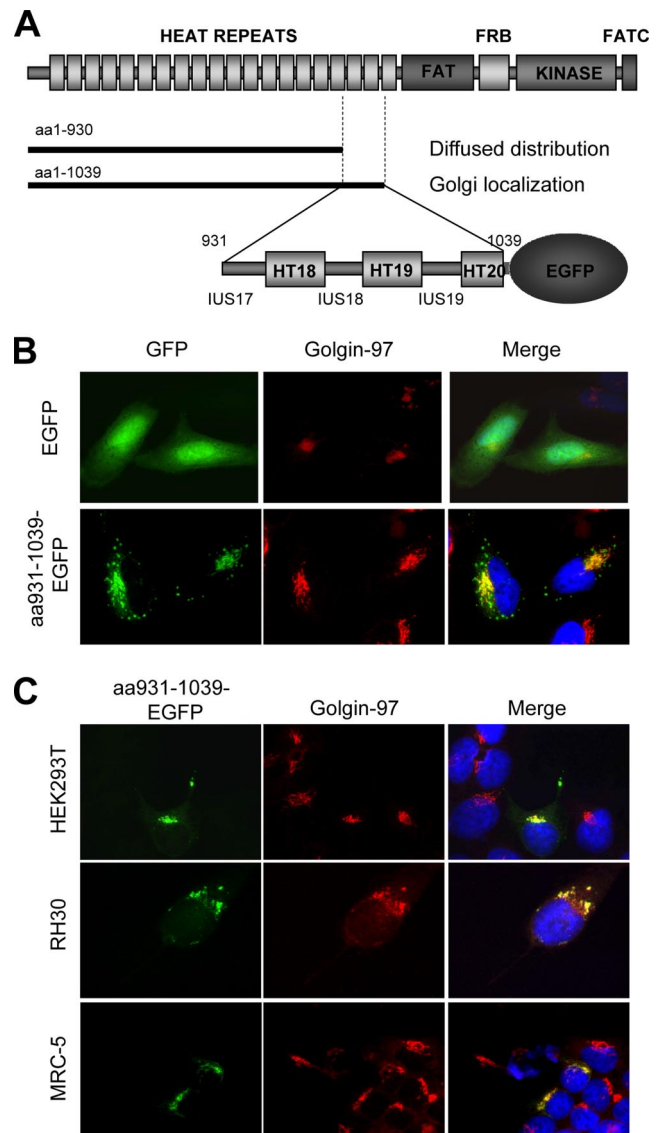 A
HEAT REPEATS
FRB
FATC
FAT
KINASE
aa1-930
Diffused distribution
aa1-1039
Golgi localization
931
1039
HT18
HT19
HT20
EGFP
IUS17
IUS18
IUS19
B
GFP
Golgin-97
Merge
EGFP
aa931-1039-
EGFP
C
aa931-1039-
EGFP
Golgin-97
Merge
HEK293T
RH30
MRC-5